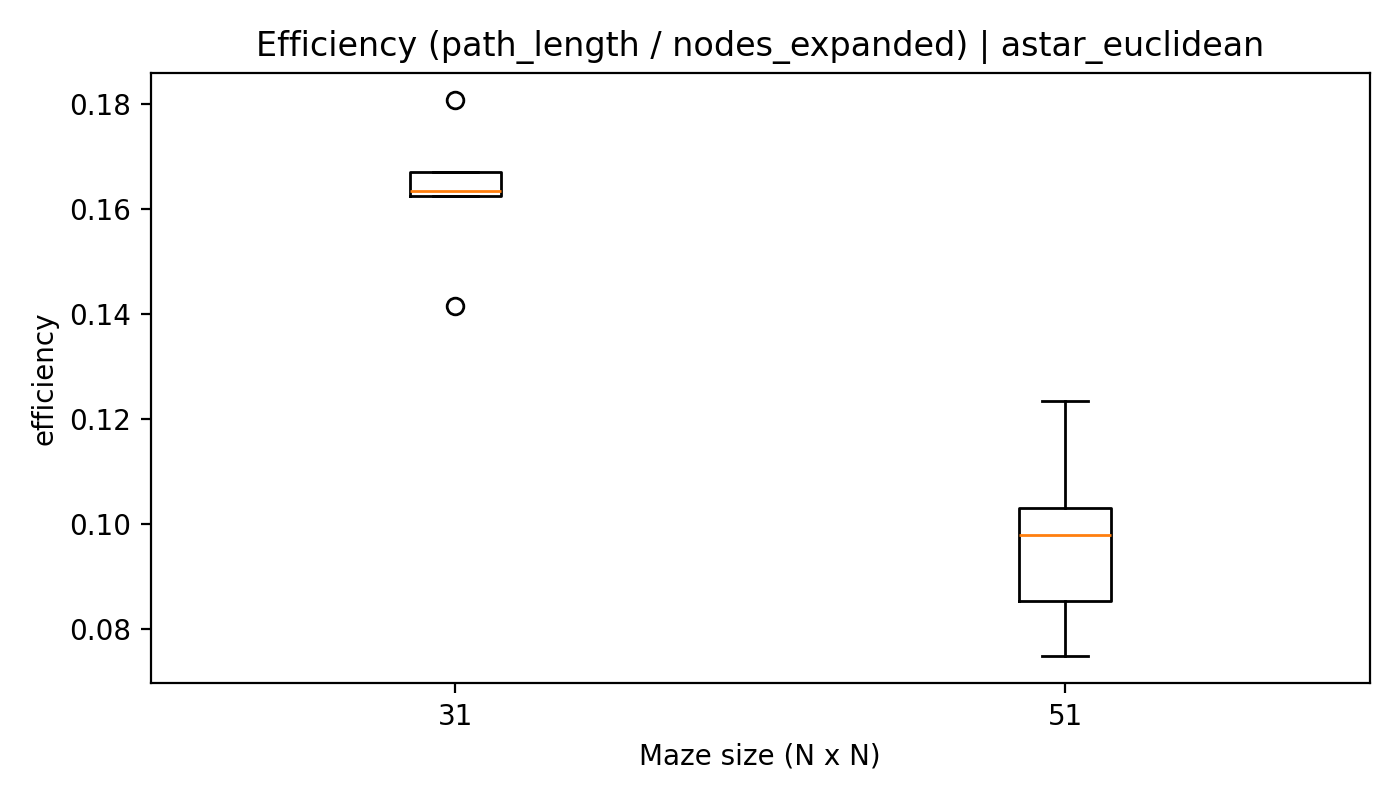 Efficiency (path_length / nodes_expanded) | astar_euclidean
0.18
0.16
0.14
0.12
0.10
0.08
efficiency
31
51
Maze size (N x N)